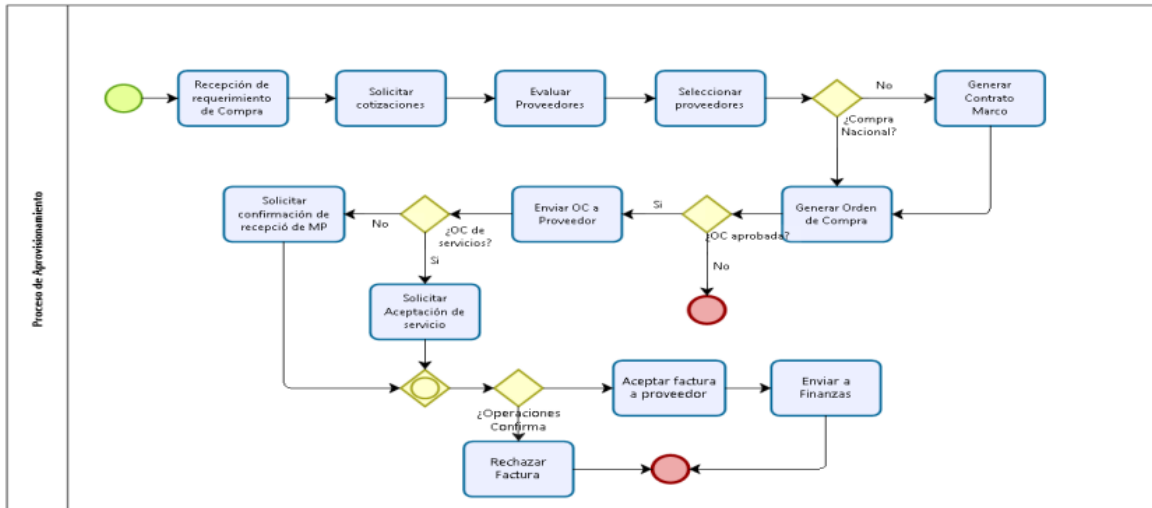 Proceso de Aprovisionamiento
Recepción de
requerimiento
de Compra
Solicitar
cotizaciones
Evaluar
Proveedores
Seleccionar
proveedores
¿Compra
Nacional?
No
Generar
Contrato
Marco
Solicitar
confirmación de
recepció de MP
No
¿OC de
servicios?
Si
Enviar OC a
Proveedor
Si
¿OC aprobada?
No
Generar Orden
de Compra
Solicitar
Aceptación de
servicio
¿Operaciones
Confirma
Aceptar factura
a proveedor
Enviar a
Finanzas
Rechazar
Factura